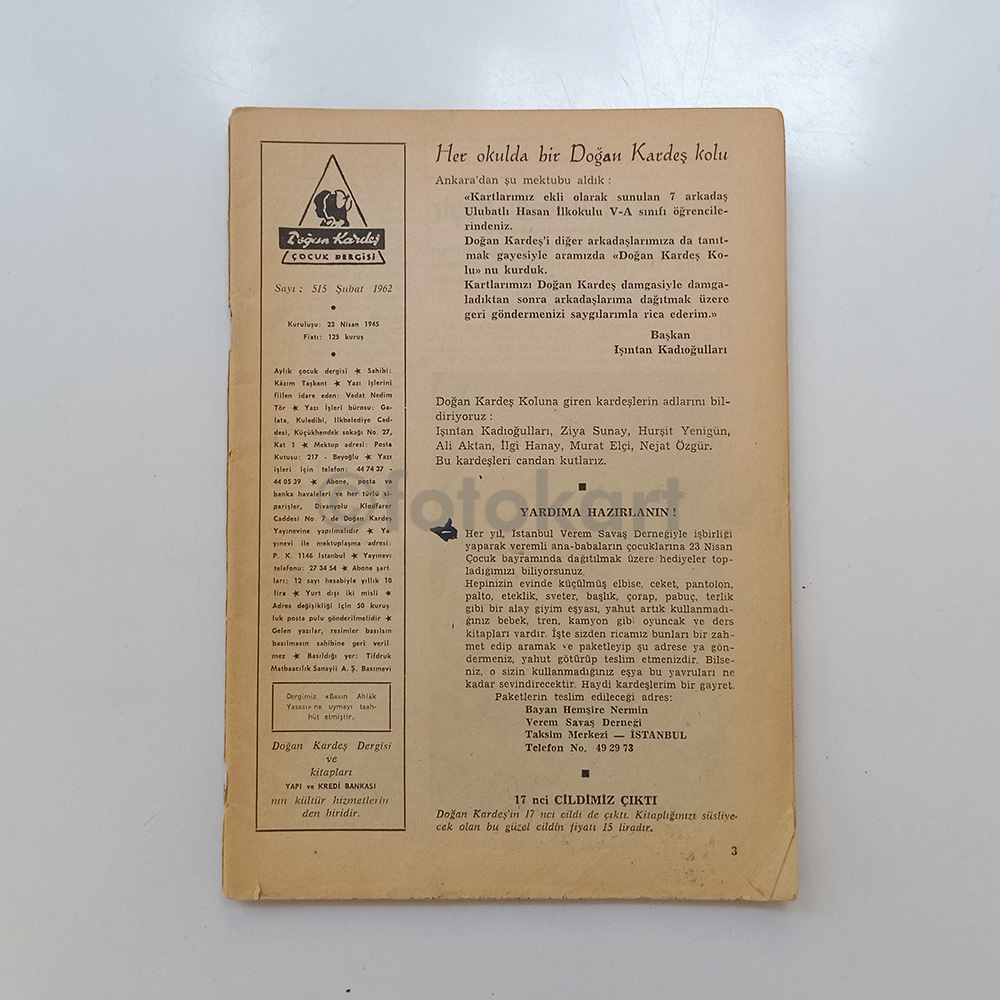 Doğan Kardeş
ÇOCUK DERGİSİ
Sayı: 515 Şubat 1962
Kuruluşu: 23 Nisan 1945
Fiatı: 125 kuruş
Aylık çocuk dergisi ★ Sahibi:
Kâzım Taşkent ★ Yazı işlerini
fiilen idare eden: Vedat Nedim
Tör ★ Yazı işleri bürosu: Ga-
lata, Kuledibi, İlkbelediye Cad-
desi, Küçükhendek sokağı No. 27,
Kat 1 ★ Mektup adresi: Posta
Kutusu: 217 - Beyoğlu ★ Yazı
işleri için telefon: 44 74 37 -
44 05 39 ★ Abone, posta ve
banka havaleleri ve her türlü si-
parişler, Divanyolu Klodfarer
Caddesi No. 7 de Doğan Kardeş
Yayınevine yapılmalıdır ★ Ya-
yınevi ile mektuplaşma adresi:
P. K. 1146 İstanbul ★ Yayınevi
telefonu: 27 34 54 ★ Abone şart
ları: 12 sayı hesabiyle yıllık 10
lira ★ Yurt dışı iki misli ★
Adres değişikliği için 50 kuruş
luk posta pulu gönderilmelidir ★
Gelen yazılar, resimler basılsın
basılmasın sahibine geri veril
mez ★ Basıldığı yer: Tifdruk
Matbaacılık Sanayii A. Ş. Basımevi
Dergimiz «Basın Ahlâk
Yasası» na uymayı taah-
hüt etmiştir.
Doğan Kardeş Dergisi
ve
kitapları
YAPI ve KREDİ BANKASI
nın kültür hizmetlerin
den biridir.
Her okulda bir Doğan Kardeş kolu
Ankara'dan şu mektubu aldık :
«Kartlarımız ekli olarak sunulan 7 arkadaş
Ulubatlı Hasan İlkokulu V-A sınıfı öğrencile-
rindeniz.
Doğan Kardeş'i diğer arkadaşlarımıza da tanıt-
mak gayesiyle aramızda «Doğan Kardeş Ko-
lu» nu kurduk.
Kartlarımızı Doğan Kardeş damgasiyle damga-
ladıktan sonra arkadaşlarıma dağıtmak üzere
geri göndermenizi saygılarımla rica ederim.»
Başkan
Işıntan Kadıoğulları
Doğan Kardeş Koluna giren kardeşlerin adlarını bil-
diriyoruz :
Işıntan Kadıoğulları, Ziya Sunay, Hurşit Yenigün,
Ali Aktan, İlgi Hanay, Murat Elçi, Nejat Özgür.
Bu kardeşleri candan kutlarız.
©fotokart
YARDIMA HAZIRLANIN !
Her yıl, İstanbul Verem Savaş Derneğiyle işbirliği
yaparak veremli ana-babaların çocuklarına 23 Nisan
Çocuk bayramında dağıtılmak üzere hediyeler top-
ladığımızı biliyorsunuz.
Hepinizin evinde küçülmüş elbise, ceket, pantolon,
palto, eteklik, sveter, başlık, çorap, pabuç, terlik
gibi bir alay giyim eşyası, yahut artık kullanmadı-
ğınız bebek, tren, kamyon gibi oyuncak ve ders
kitapları vardır. İşte sizden ricamız bunları bir zah-
met edip aramak ve paketleyip şu adrese ya gön-
dermeniz, yahut götürüp teslim etmenizdir. Bilse-
niz, o sizin kullanmadığınız eşya bu yavruları ne
kadar sevindirecektir. Haydi kardeşlerim bir gayret.
Paketlerin teslim edileceği adres:
Bayan Hemşire Nermin
Verem Savaş Derneği
Taksim Merkezi — İSTANBUL
Telefon No. 49 29 73
17 nci CİLDİMİZ ÇIKTI
Doğan Kardeş'in 17 nci cildi de çıktı. Kitaplığınızı süsliye-
cek olan bu güzel cildin fiyatı 15 liradır.
3